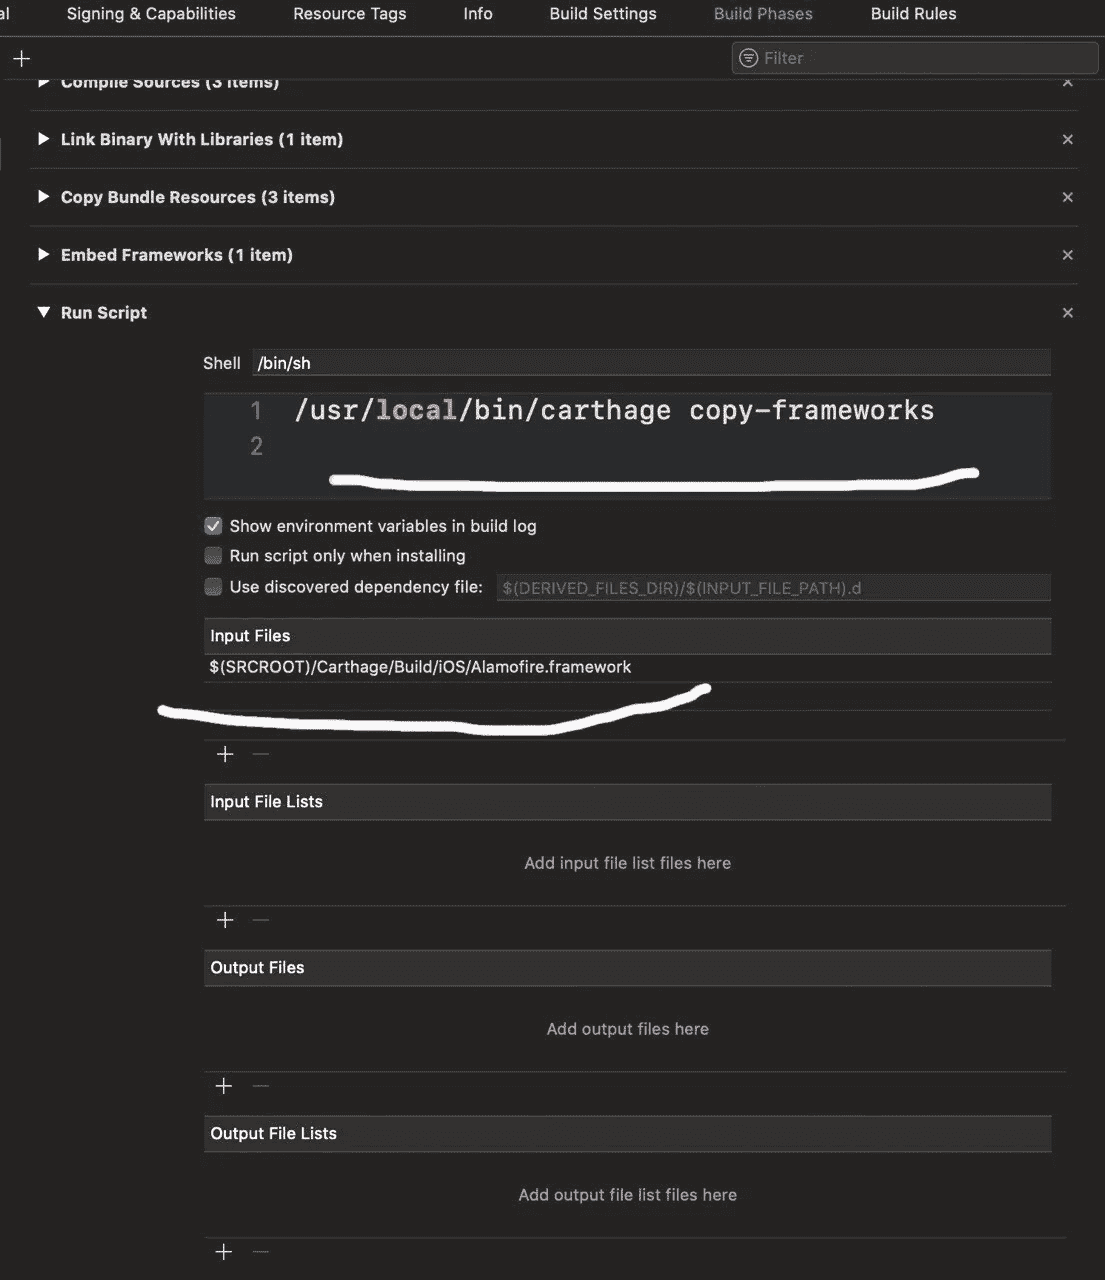 al Signing & Capabilities Resource Tags Info Build Settings Build Phases Build Rules
Filter
Compile Sources (3 items)
Link Binary With Libraries (1 item)
Copy Bundle Resources (3 items)
Embed Frameworks (1 item)
Run Script
Shell /bin/sh
1 /usr/local/bin/carthage copy-frameworks
2
Show environment variables in build log
Run script only when installing
Use discovered dependency file: $(DERIVED_FILES_DIR)/$(INPUT_FILE_PATH).d
Input Files
$(SRCROOT)/Carthage/Build/iOS/Alamofire.framework
Input File Lists
Add input file list files here
Output Files
Add output files here
Output File Lists
Add output file list files here